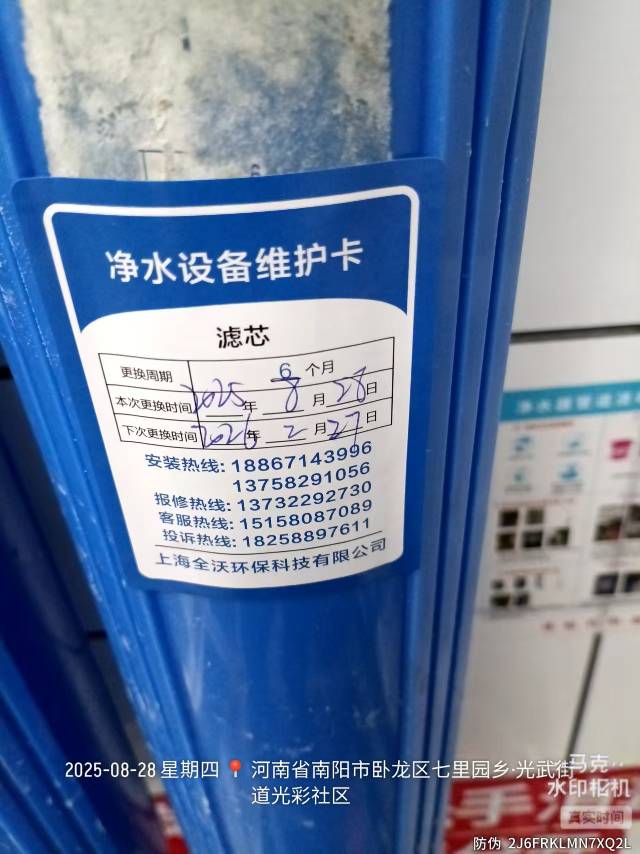 净水设备维护卡
滤芯
更换周期 6 个月
本次更换时间 2025 年 8 月 28 日
下次更换时间 2026 年 2 月 27 日
安装热线: 18867143996
13758291056
报修热线: 13732292730
客服热线: 15158087089
投诉热线: 18258897611
上海全沃环保科技有限公司
2025-08-28 星期四 河南省南阳市卧龙区七里园乡·光武街
道光彩社区
马克
水印相机
真实时间
防伪 2J6FRKLMN7XQ2L